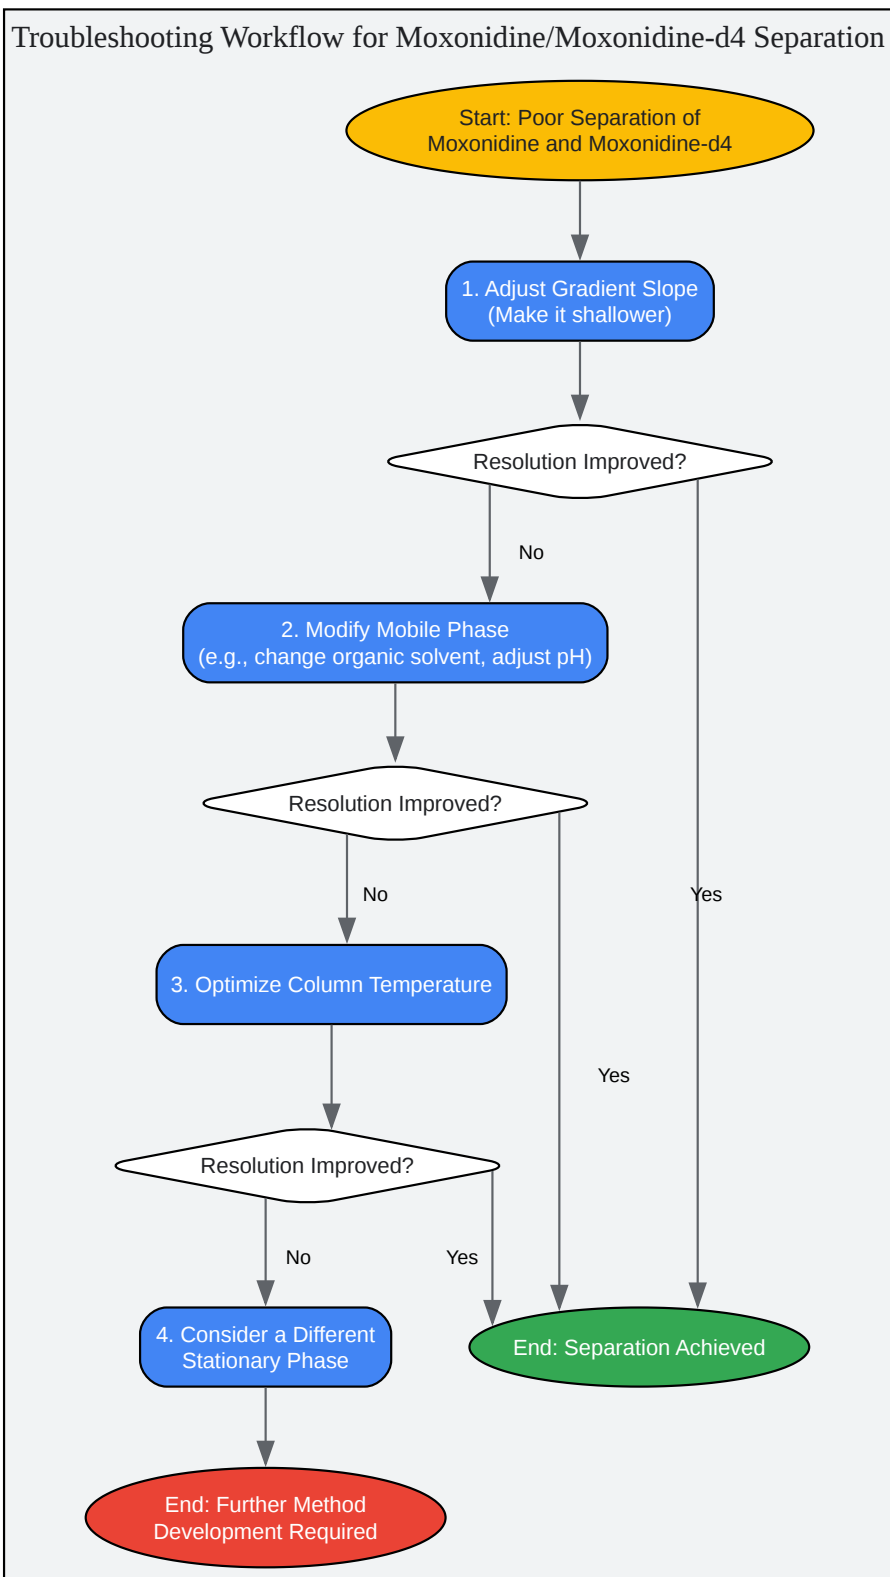 Troubleshooting Workflow for Moxonidine/Moxonidine-d4 Separation
Start: Poor Separation of
Moxonidine and Moxonidine-d4
1. Adjust Gradient Slope
(Make it shallower)
Resolution Improved?
No
2. Modify Mobile Phase
(e.g., change organic solvent, adjust pH)
Resolution Improved?
No
Yes
3. Optimize Column Temperature
Yes
Resolution Improved?
No
Yes
4. Consider a Different
Stationary Phase
End: Separation Achieved
End: Further Method
Development Required